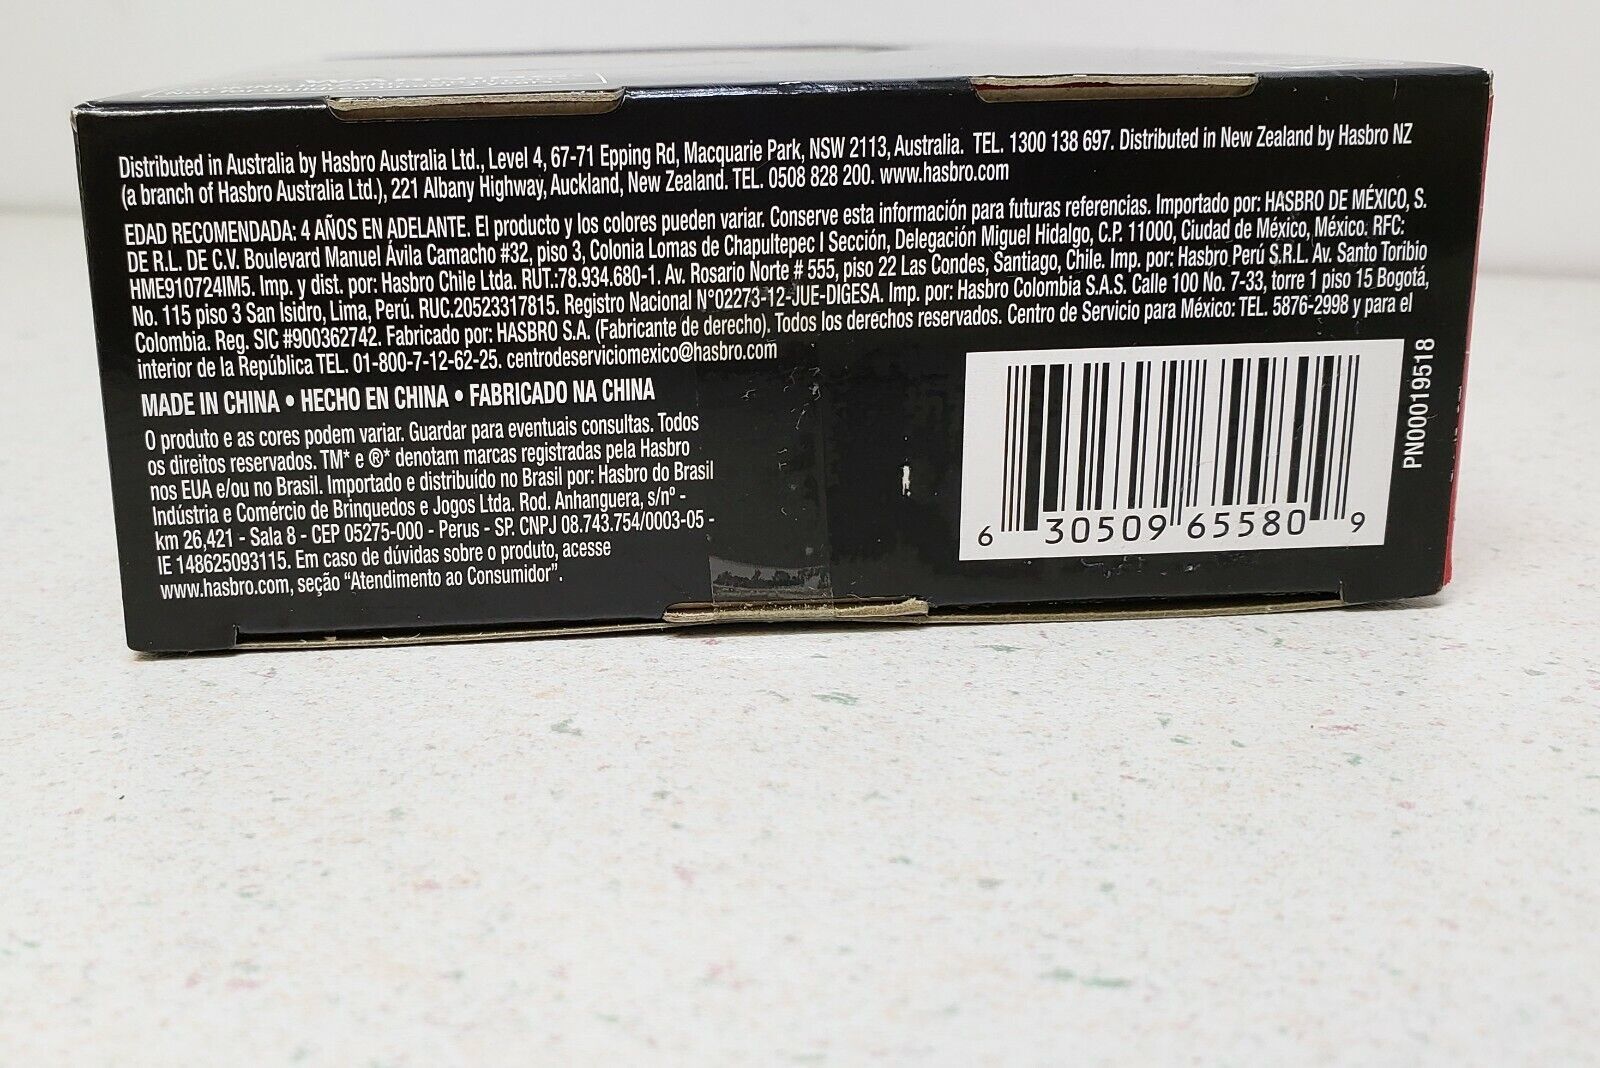 WARNING:
Distributed in Australia by Hasbro Australia Ltd., Level 4, 67-71 Epping Rd, Macquarie Park, NSW 2113, Australia. TEL. 1300 138 697. Distributed in New Zealand by Hasbro NZ
(a branch of Hasbro Australia Ltd.), 221 Albany Highway, Auckland, New Zealand. TEL. 0508 828 200. www.hasbro.com
EDAD RECOMENDADA: 4 AÑOS EN ADELANTE. El producto y los colores pueden variar. Conserve esta información para futuras referencias. Importado por: HASBRO DE MÉXICO, S.
DE R.L. DE C.V. Boulevard Manuel Ávila Camacho #32, piso 3, Colonia Lomas de Chapultepec I Sección, Delegación Miguel Hidalgo, C.P. 11000, Ciudad de México, México. RFC:
HME910724IM5. Imp. y dist. por: Hasbro Chile Ltda. RUT.:78.934.680-1. Av. Rosario Norte # 555, piso 22 Las Condes, Santiago, Chile. Imp. por: Hasbro Perú S.R.L. Av. Santo Toribio
No. 115 piso 3 San Isidro, Lima, Perú. RUC.20523317815. Registro Nacional N°02273-12-JUE-DIGESA. Imp. por: Hasbro Colombia S.A.S. Calle 100 No. 7-33, torre 1 piso 15 Bogotá,
Colombia. Reg. SIC #900362742. Fabricado por: HASBRO S.A. (Fabricante de derecho). Todos los derechos reservados. Centro de Servicio para México: TEL. 5876-2998 y para el
interior de la República TEL. 01-800-7-12-62-25. centrodeserviciomexico@hasbro.com
MADE IN CHINA • HECHO EN CHINA • FABRICADO NA CHINA
O produto e as cores podem variar. Guardar para eventuais consultas. Todos
os direitos reservados. TM* e ®* denotam marcas registradas pela Hasbro
nos EUA e/ou no Brasil. Importado e distribuído no Brasil por: Hasbro do Brasil
Indústria e Comércio de Brinquedos e Jogos Ltda. Rod. Anhanguera, s/nº -
km 26,421 - Sala 8 - CEP 05275-000 - Perus - SP. CNPJ 08.743.754/0003-05 -
IE 148625093115. Em caso de dúvidas sobre o produto, acesse
www.hasbro.com, seção “Atendimento ao Consumidor”.
6 30509 65580 9
PN00019518